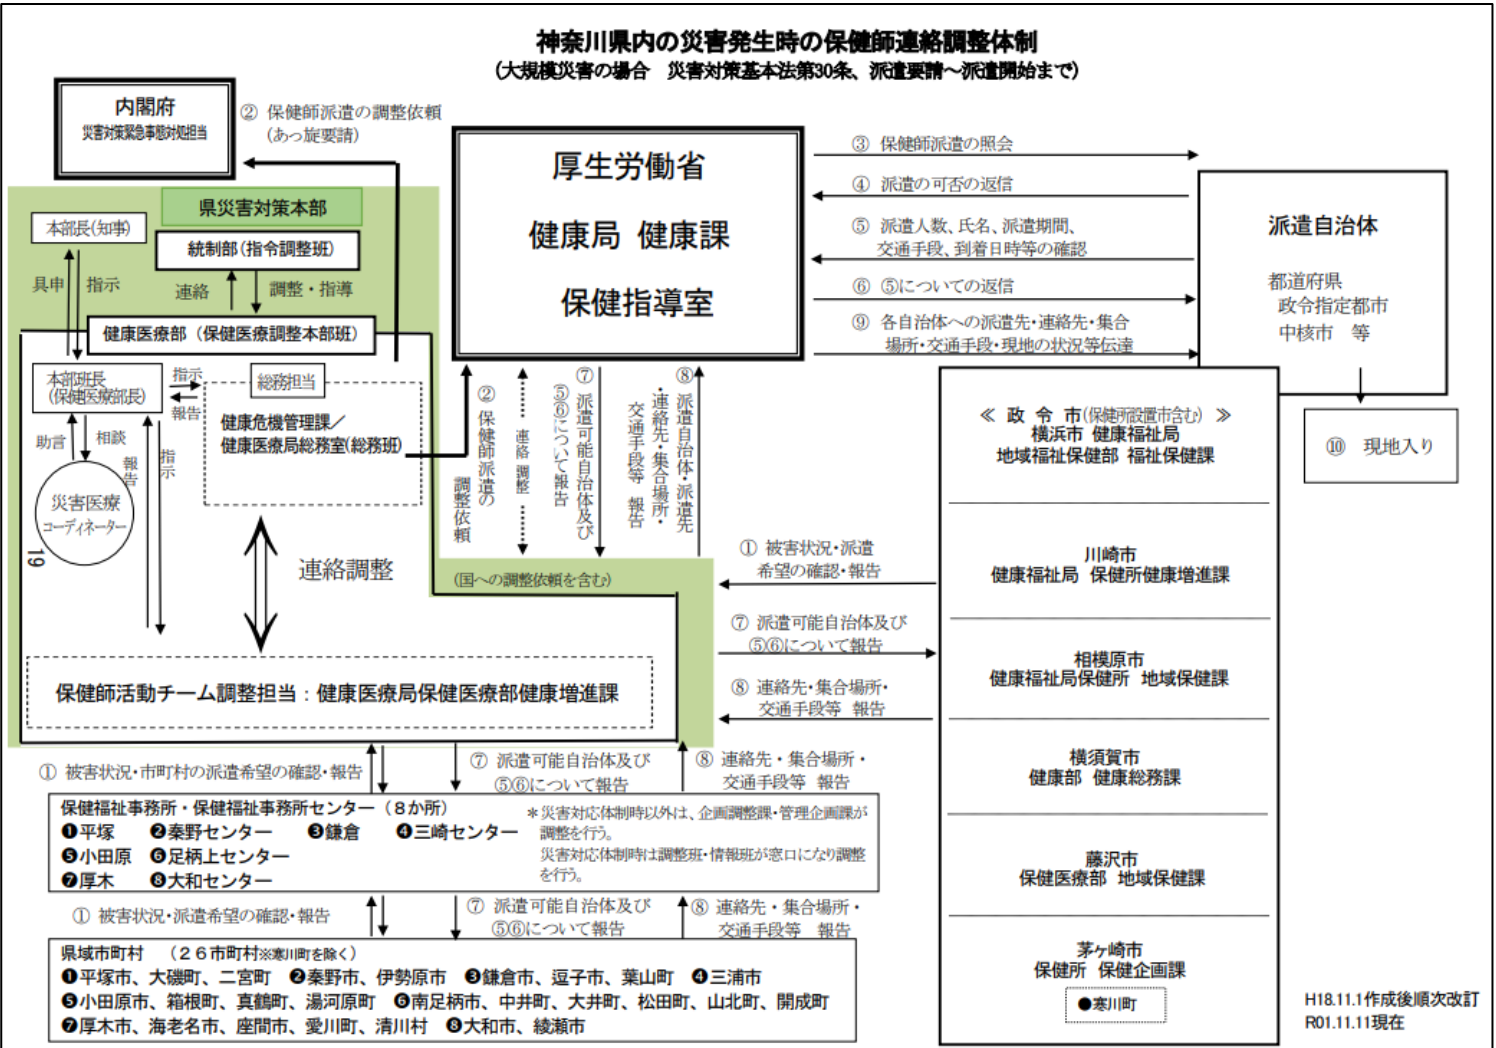 神奈川県内の災害発生時の保健師連絡調整体制
(大規模災害の場合　災害対策基本法第30条、派遣要請～派遣開始まで)
内閣府
災害対策緊急事態対処担当
② 保健師派遣の調整依頼
(あっ旋要請)
県災害対策本部
本部長(知事)
統制部(指令調整班)
具申
指示
連絡
調整・指導
健康医療部（保健医療調整本部班）
本部班長
(保健医療部長)
指示
報告
総務担当
健康危機管理課／
健康医療局総務室(総務班)
助言
相談
報告
指示
災害医療
コーディネーター
19
連絡調整
(国への調整依頼を含む)
保健師活動チーム調整担当：健康医療局保健医療部健康増進課
厚生労働省
健康局 健康課
保健指導室
② 保健師派遣の
調整依頼
連絡 調整
⑦ 派遣可能自治体及び
⑤⑥について報告
⑧ 派遣自治体・派遣先
・連絡先・集合場所・
交通手段等 報告
③ 保健師派遣の照会
④ 派遣の可否の返信
⑤ 派遣人数、氏名、派遣期間、
交通手段、到着日時等の確認
⑥ ⑤についての返信
⑨ 各自治体への派遣先・連絡先・集合
場所・交通手段・現地の状況等伝達
派遣自治体
都道府県
政令指定都市
中核市　等
⑩ 現地入り
① 被害状況・派遣
希望の確認・報告
⑦ 派遣可能自治体及び
⑤⑥について報告
⑧ 連絡先・集合場所・
交通手段等 報告
≪ 政 令 市(保健所設置市含む) ≫
横浜市 健康福祉局
地域福祉保健部 福祉保健課
川崎市
健康福祉局 保健所健康増進課
相模原市
健康福祉局保健所 地域保健課
横須賀市
健康部 健康総務課
藤沢市
保健医療部 地域保健課
茅ヶ崎市
保健所 保健企画課
●寒川町
① 被害状況・市町村の派遣希望の確認・報告
⑦ 派遣可能自治体及び
⑤⑥について報告
⑧ 連絡先・集合場所・
交通手段等 報告
保健福祉事務所・保健福祉事務所センター（８か所）
❶平塚 ❷秦野センター ❸鎌倉 ❹三崎センター
❺小田原 ❻足柄上センター
❼厚木 ❽大和センター
＊災害対応体制時以外は、企画調整課・管理企画課が
調整を行う。
災害対応体制時は調整班・情報班が窓口になり調整
を行う。
① 被害状況・派遣希望の確認・報告
⑦ 派遣可能自治体及び
⑤⑥について報告
⑧ 連絡先・集合場所・
交通手段等 報告
県域市町村　（２６市町村※寒川町を除く）
❶平塚市、大磯町、二宮町 ❷秦野市、伊勢原市 ❸鎌倉市、逗子市、葉山町 ❹三浦市
❺小田原市、箱根町、真鶴町、湯河原町 ❻南足柄市、中井町、大井町、松田町、山北町、開成町
❼厚木市、海老名市、座間市、愛川町、清川村 ❽大和市、綾瀬市
H18.11.1作成後順次改訂
R01.11.11現在